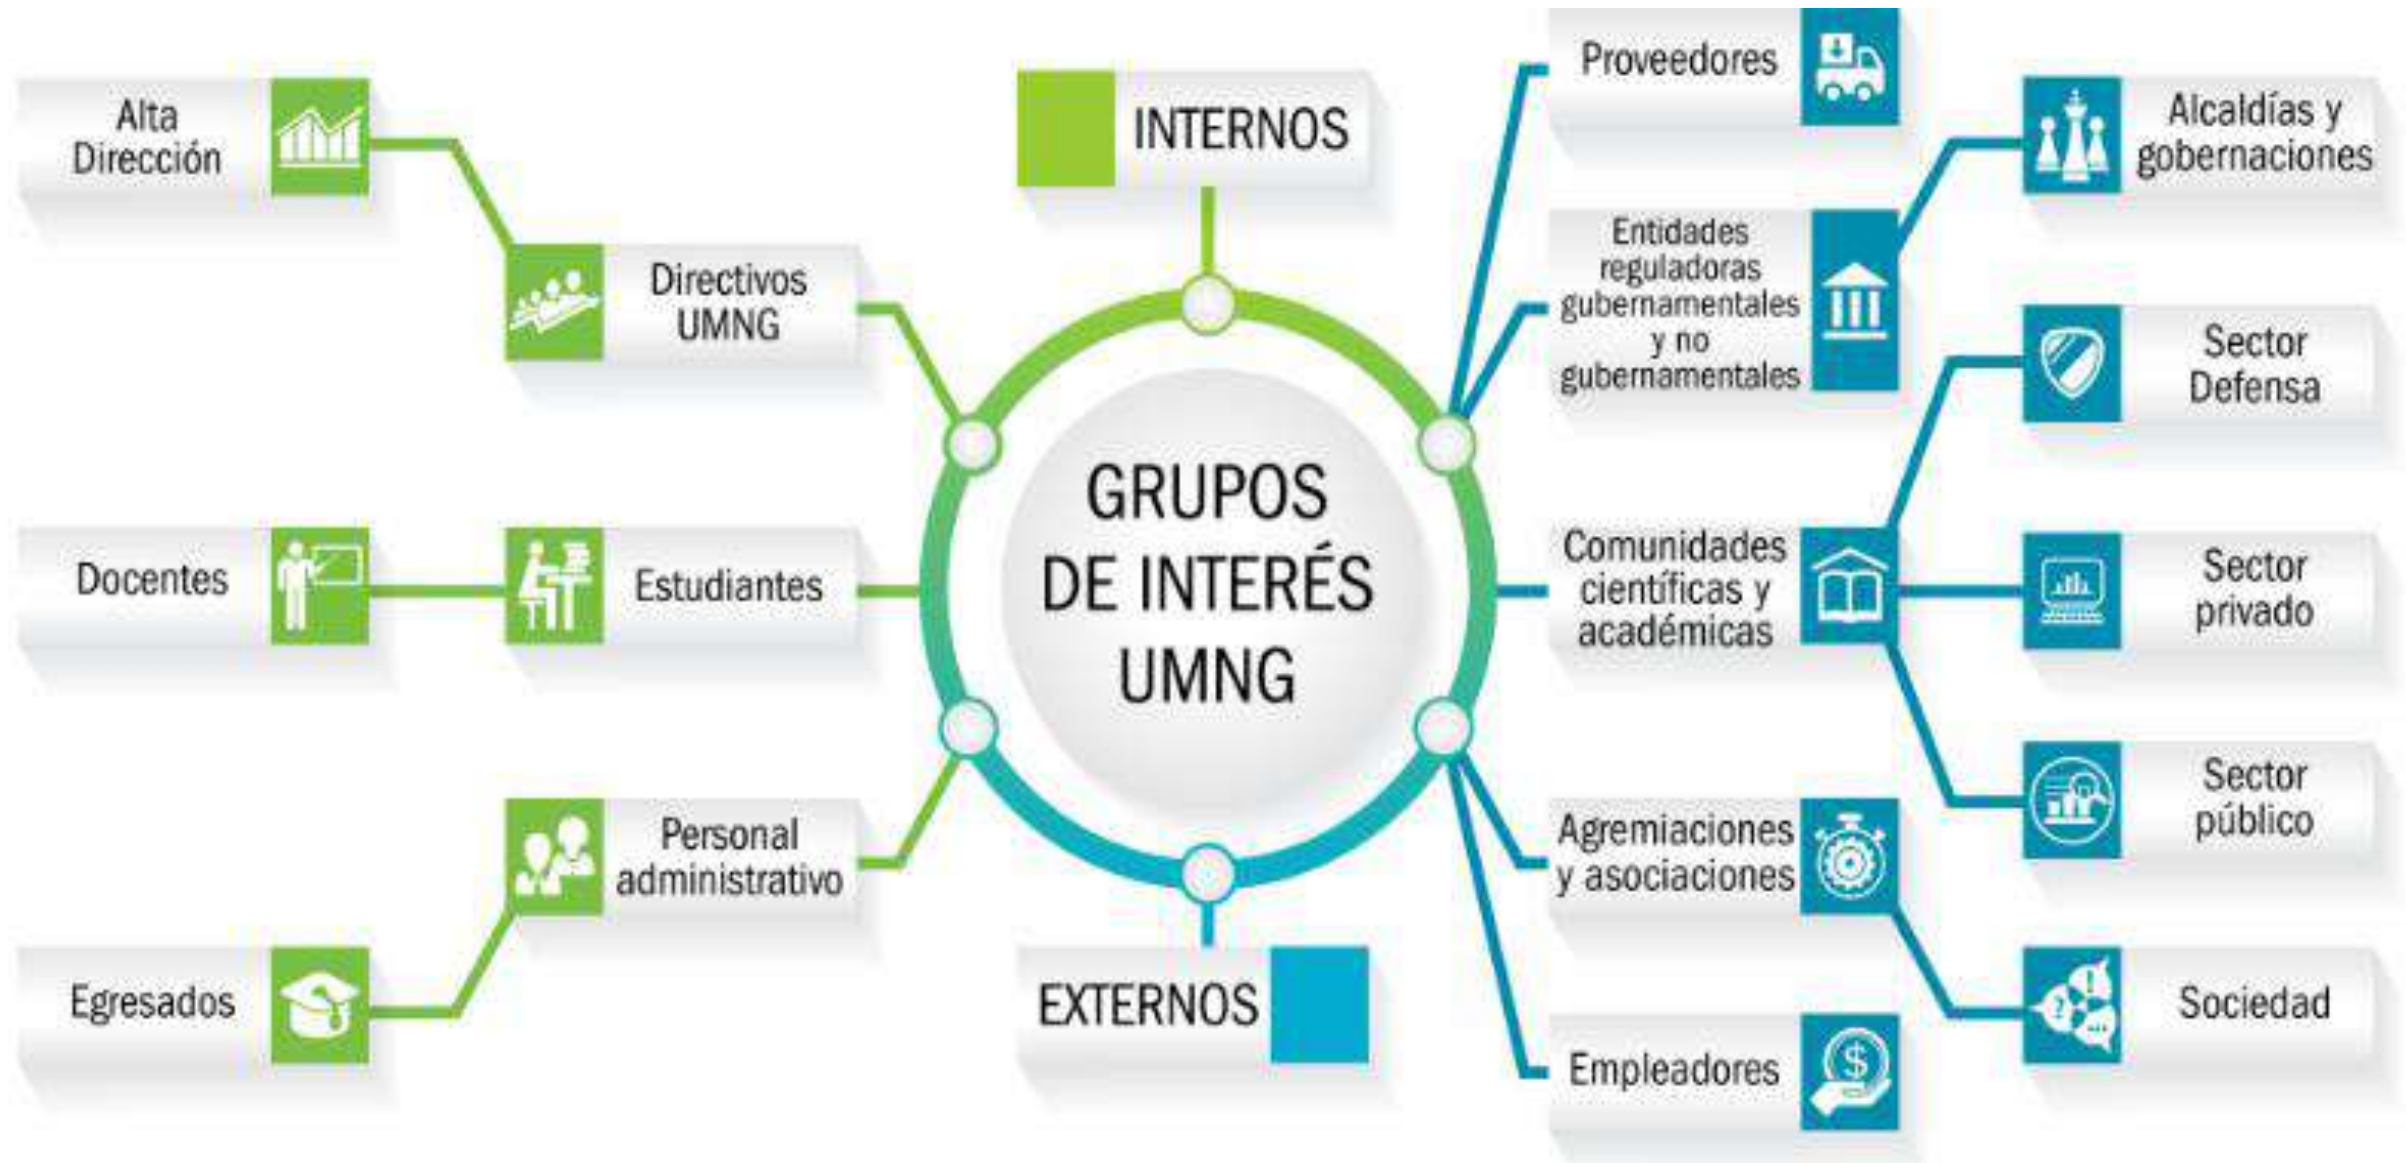 Alta
Dirección
Directivos
UMNG
Docentes
Estudiantes
Personal
administrativo
Egresados
INTERNOS
GRUPOS
DE INTERÉS
UMNG
EXTERNOS
Proveedores
Entidades
reguladoras
gubernamentales
y no
gubernamentales
Comunidades
científicas y
académicas
Agremiaciones
y asociaciones
Empleadores
Alcaldías y
gobernaciones
Sector
Defensa
Sector
privado
Sector
público
Sociedad